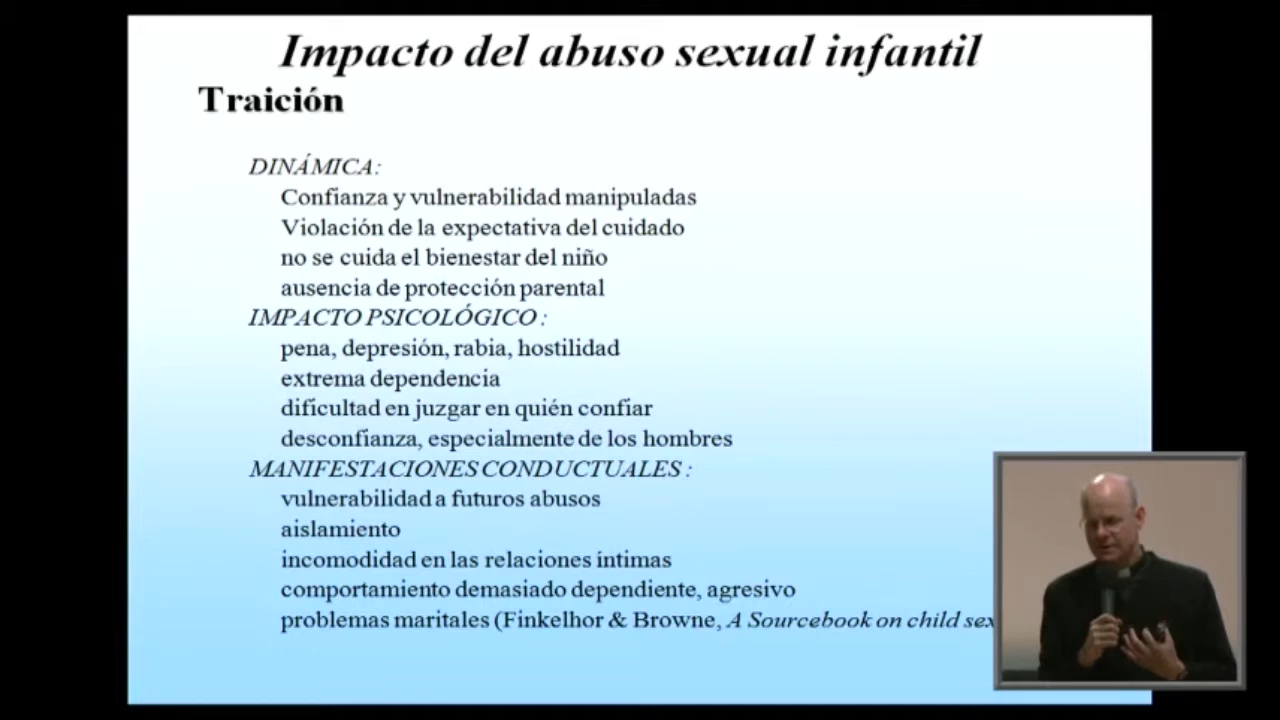 Impacto del abuso sexual infantil
Traición
DINÁMICA:
Confianza y vulnerabilidad manipuladas
Violación de la expectativa del cuidado
no se cuida el bienestar del niño
ausencia de protección parental
IMPACTO PSICOLÓGICO :
pena, depresión, rabia, hostilidad
extrema dependencia
dificultad en juzgar en quién confiar
desconfianza, especialmente de los hombres
MANIFESTACIONES CONDUCTUALES :
vulnerabilidad a futuros abusos
aislamiento
incomodidad en las relaciones íntimas
comportamiento demasiado dependiente, agresivo
problemas maritales (Finkelhor & Browne, A Sourcebook on child sex